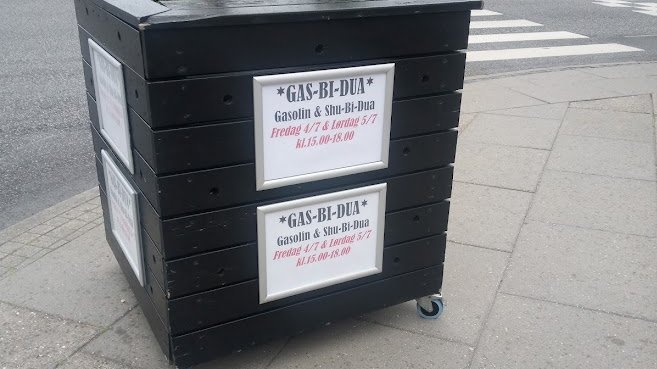 *GAS-BI-DUA*
Gasolin & Shu-Bi-Dua
Fredag 4/7 & Lørdag 5/7
kl.15.00-18.00
*GAS-BI-DUA*
Gasolin & Shu-Bi-Dua
Fredag 4/7 & Lørdag 5/7
kl.15.00-18.00